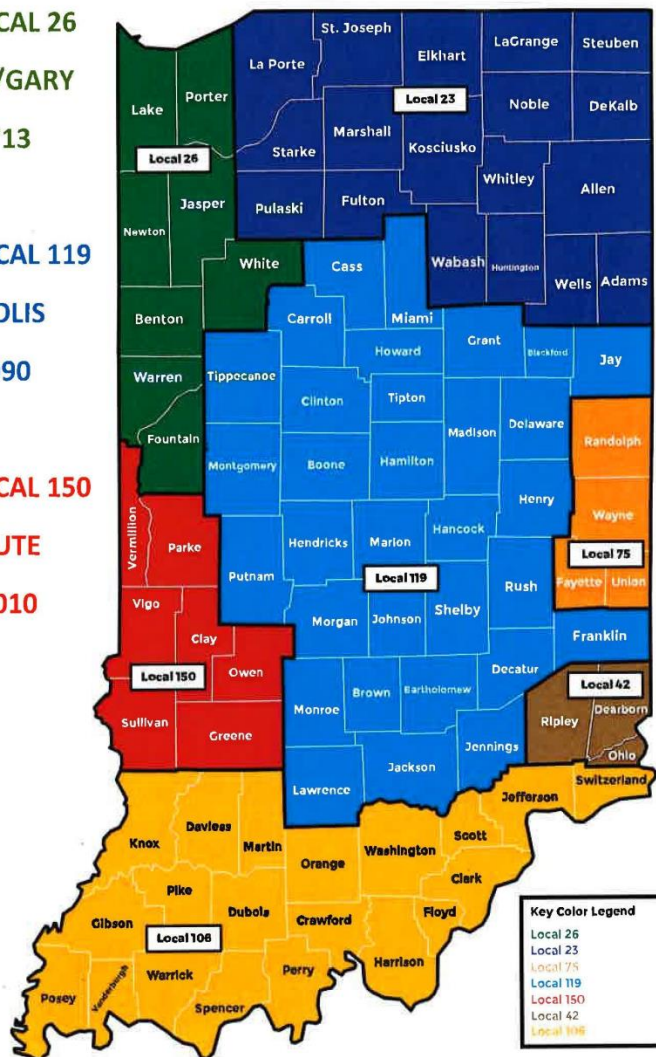 CAL 26
/GARY
713
CAL 119
OLIS
990
CAL 150
UTE
010
St. Joseph
LaGrange
Steuben
Elkhart
La Porte
Porter
Lake
Local 23
Noble
DeKalb
Marshall
Kosciusko
Starke
Local 26
Whitley
Allen
Jasper
Pulaski
Fulton
Newton
White
Wabash
Huntington
Cass
Wells
Adams
Miami
Carroll
Benton
Howard
Grant
Blackford
Jay
Warren
Tippecanoe
Clinton
Tipton
Delaware
Madison
Fountain
Randolph
Montgomery
Boone
Hamilton
Henry
Wayne
Vermillion
Hancock
Parke
Hendricks
Marion
Local 75
Putnam
Local 119
Rush
Fayette
Union
Vigo
Morgan
Johnson
Shelby
Franklin
Clay
Owen
Decatur
Local 150
Brown
Bartholomew
Local 42
Monroe
Dearborn
Sullivan
Greene
Ripley
Jennings
Ohio
Jackson
Lawrence
Switzerland
Jefferson
Daviess
Knox
Martin
Washington
Scott
Orange
Pike
Clark
Gibson
Dubois
Crawford
Floyd
Local 106
Harrison
Warrick
Perry
Posey
Vanderburgh
Spencer
Key Color Legend
Local 26
Local 23
Local 75
Local 119
Local 150
Local 42
Local 106